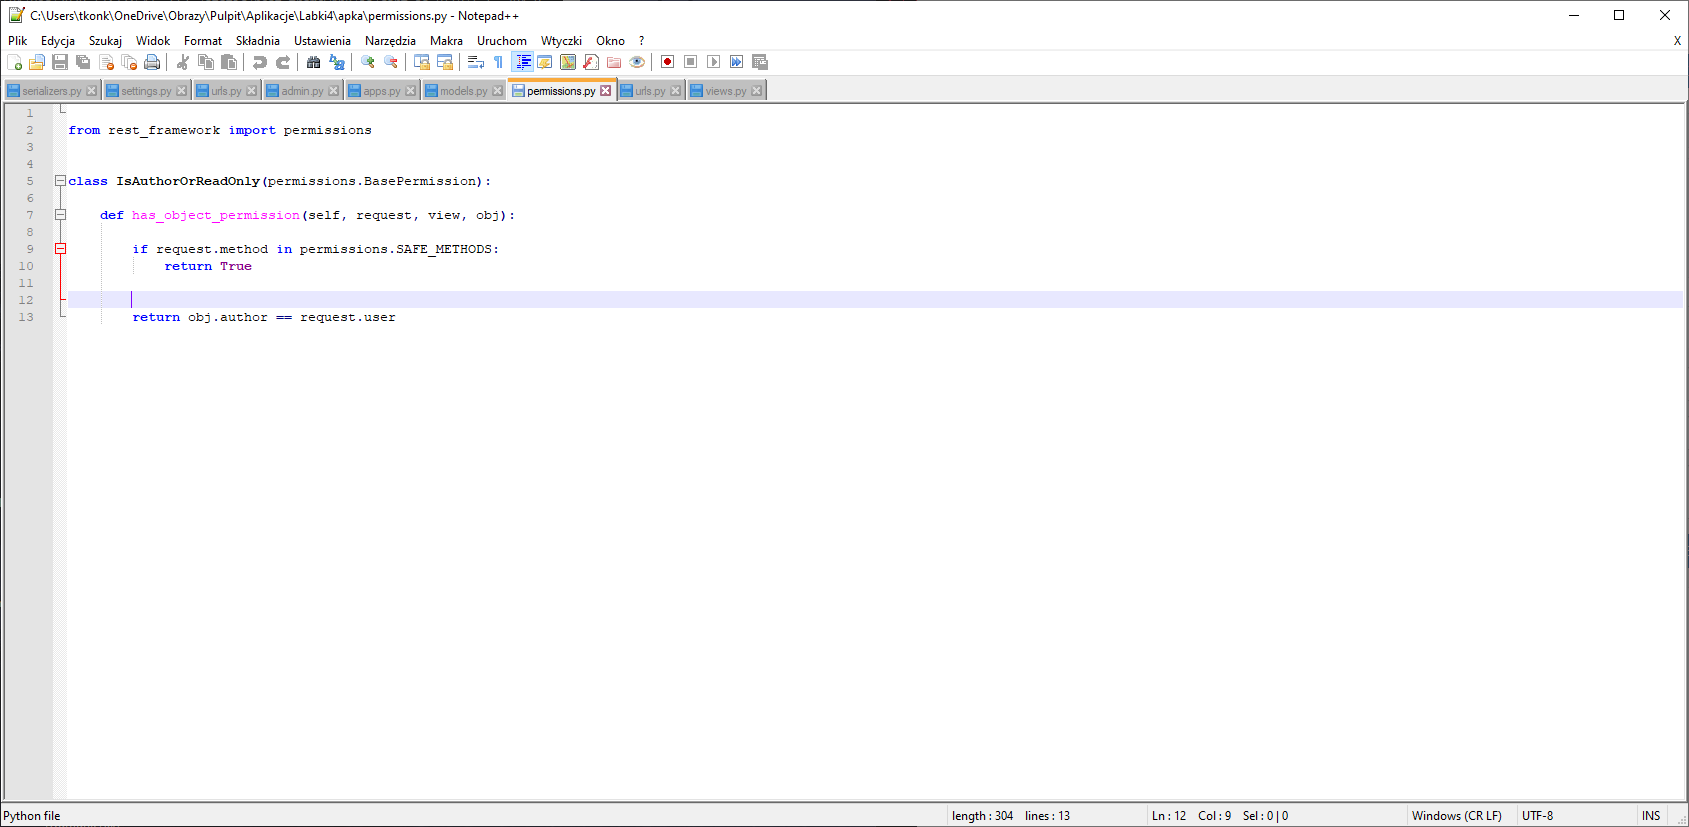 C:\Users\tkonk\OneDrive\Obrazy\Pulpit\Aplikacje\Labki4\apka\permissions.py - Notepad++
Plik Edycja Szukaj Widok Format Składnia Ustawienia Narzędzia Makra Uruchom Wtyczki Okno ? X
serializers.py settings.py urls.py admin.py apps.py models.py permissions.py urls.py views.py
1
2 from rest_framework import permissions
3
4
5 class IsAuthorOrReadOnly(permissions.BasePermission):
6
7     def has_object_permission(self, request, view, obj):
8
9         if request.method in permissions.SAFE_METHODS:
10             return True
11
12
13         return obj.author == request.user
Python file length : 304 lines : 13 Ln : 12 Col : 9 Sel : 0 | 0 Windows (CR LF) UTF-8 INS